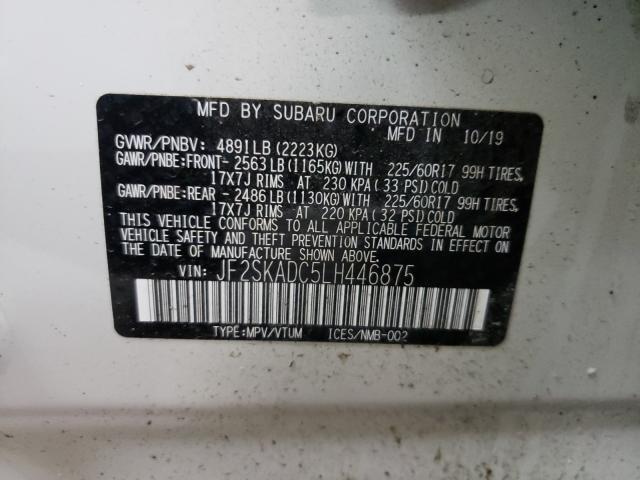 MFD BY SUBARU CORPORATION
MFD IN 10/19
GVWR/PNBV: 4891LB (2223KG)
GAWR/PNBE:FRONT- 2563LB (1165KG) WITH 225/60R17 99H TIRES,
17X7J RIMS AT 230 KPA (33 PSI) COLD
GAWR/PNBE:REAR - 2486LB (1130KG) WITH 225/60R17 99H TIRES,
17X7J RIMS AT 220 KPA (32 PSI) COLD
THIS VEHICLE CONFORMS TO ALL APPLICABLE FEDERAL MOTOR
VEHICLE SAFETY AND THEFT PREVENTION STANDARDS IN EFFECT ON
THE DATE OF MANUFACTURE SHOWN ABOVE.
VIN: JF2SKADC5LH446875
TYPE:MPV/VTUM ICES/NMB-002